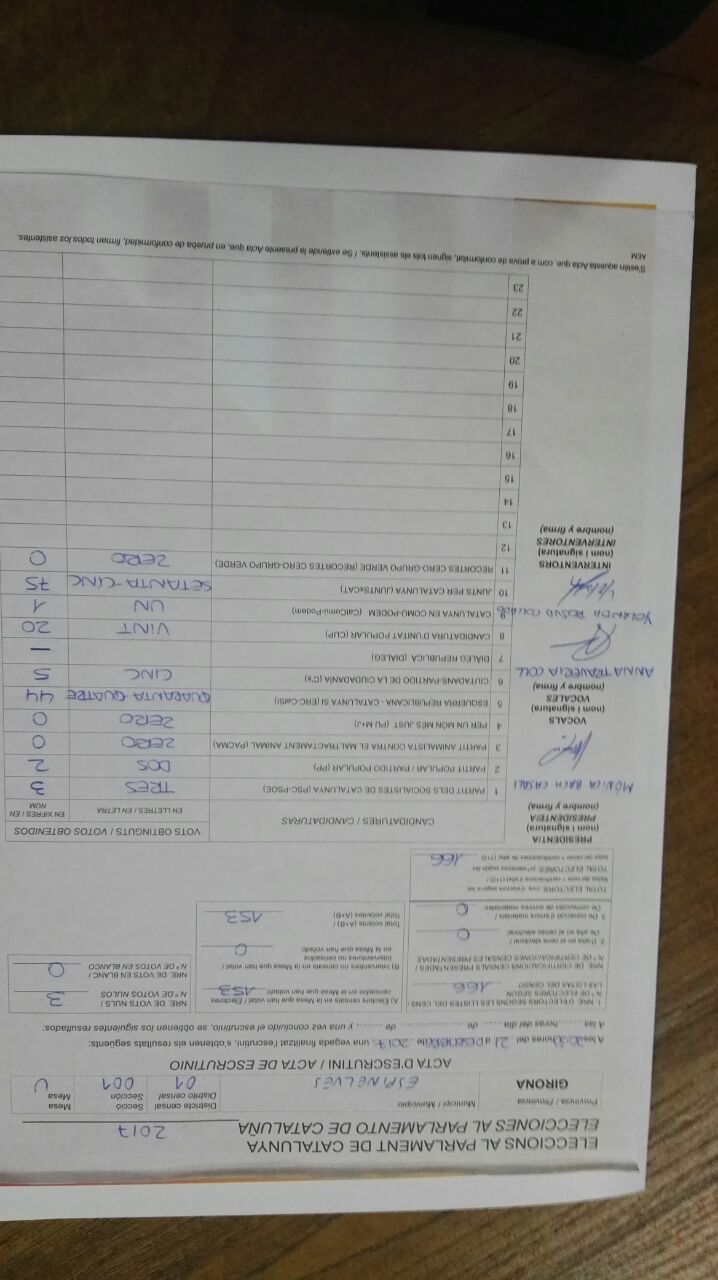 ELECCIONS AL PARLAMENT DE CATALUNYA
ELECCIONES AL PARLAMENTO DE CATALUÑA 2017
Província / Provincia
GIRONA
Municipi / Municipio
ESPINELVES
Districte censal
Distrito censal
01
Secció
Sección
001
Mesa
Mesa
U
ACTA D'ESCRUTINI / ACTA DE ESCRUTINIO
A les hores del 21 d DESEMBRE 2017, una vegada finalitzat l'escrutini, s'obtenen els resultats següents:
A las horas del día de de , y una vez concluido el escrutinio, se obtienen los siguientes resultados:
1 NRE. D'ELECTORS SEGONS LES LLISTES DEL CENS /
N.º DE ELECTORES SEGÚN
LAS LISTAS DEL CENSO 166
NRE. DE CERTIFICACIONS CENSALS PRESENTADES /
N.º DE CERTIFICACIONES CENSALES PRESENTADAS
2 D'alta en el cens electoral /
De alta en el censo electoral: 0
3 De correcció d'errors materials /
De corrección de errores materiales: 0
TOTAL ELECTORS: (nre. d'electors segons les
llistes del cens + certificacions d'alta) (1+2) /
TOTAL ELECTORES: (n.º electores según las
listas del censo + certificaciones de alta) (1+2) 166
A) Electors censats en la Mesa que han votat / Electores
censados en la Mesa que han votado 153
B) Interventors no censats en la Mesa que han votat /
Interventores no censados
en la Mesa que han votado 0
Total votants (A+B) /
Total votantes (A+B) 153
NRE. DE VOTS NULS /
N.º DE VOTOS NULOS 3
NRE. DE VOTS EN BLANC /
N.º DE VOTOS EN BLANCO 0
PRESIDENT/A
(nom i signatura)
PRESIDENTE/A
(nombre y firma)
MÒNICA BACH CASALÍ
VOCALS
(nom i signatura)
VOCALES
(nombre y firma)
ANNA TRAVERIA COLL
YOLANDA
INTERVENTORS
(nom i signatura)
INTERVENTORES
(nombre y firma)
CANDIDATURES / CANDIDATURAS
VOTS OBTINGUTS / VOTOS OBTENIDOS
EN LLETRES / EN LETRA
EN XIFRES / EN NÚM
1 PARTIT DELS SOCIALISTES DE CATALUNYA (PSC-PSOE) TRES 3
2 PARTIT POPULAR / PARTIDO POPULAR (PP) DOS 2
3 PARTIT ANIMALISTA CONTRA EL MALTRACTAMENT ANIMAL (PACMA) ZERO 0
4 PER UN MÓN MÉS JUST (PUM+J) ZERO 0
5 ESQUERRA REPUBLICANA - CATALUNYA SÍ (ERC-CatSí) QUARANTA-QUATRE 44
6 CIUTADANS-PARTIDO DE LA CIUDADANÍA (C's) CINC 5
7 DIÀLEG REPÚBLICA (DIÀLEG) —
8 CANDIDATURA D'UNITAT POPULAR (CUP) VINT 20
9 CATALUNYA EN COMÚ-PODEM (CatComú-Podem) UN 1
10 JUNTS PER CATALUNYA (JUNTSxCAT) SETANTA-CINC 75
11 RECORTES CERO-GRUPO VERDE (RECORTES CERO-GRUPO VERDE) ZERO 0
12
13
14
15
16
17
18
19
20
21
22
23
S'estén aquesta Acta que, com a prova de conformitat, signen tots els assistents. / Se extiende la presente Acta que, en prueba de conformidad, firman todos los asistentes.
AEM